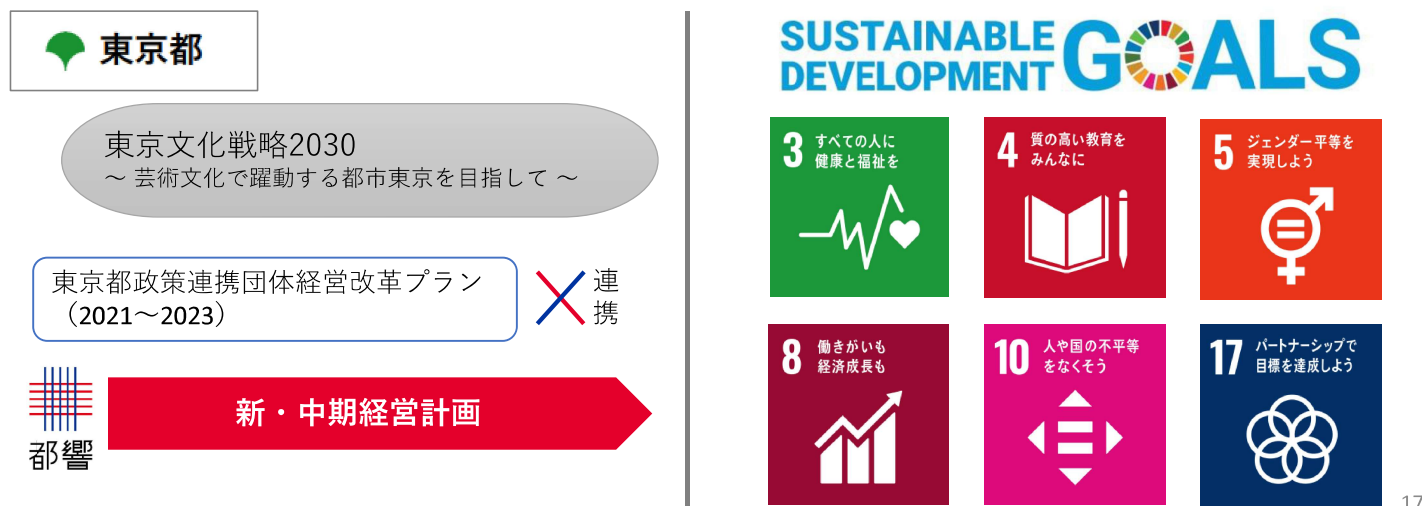 東京都
東京文化戦略2030
～ 芸術文化で躍動する都市東京を目指して ～
東京都政策連携団体経営改革プラン
（2021～2023）
連
携
都響
新・中期経営計画
SUSTAINABLE
DEVELOPMENT
GOALS
3 すべての人に
健康と福祉を
4 質の高い教育を
みんなに
5 ジェンダー平等を
実現しよう
8 働きがいも
経済成長も
10 人や国の不平等
をなくそう
17 パートナーシップで
目標を達成しよう
17